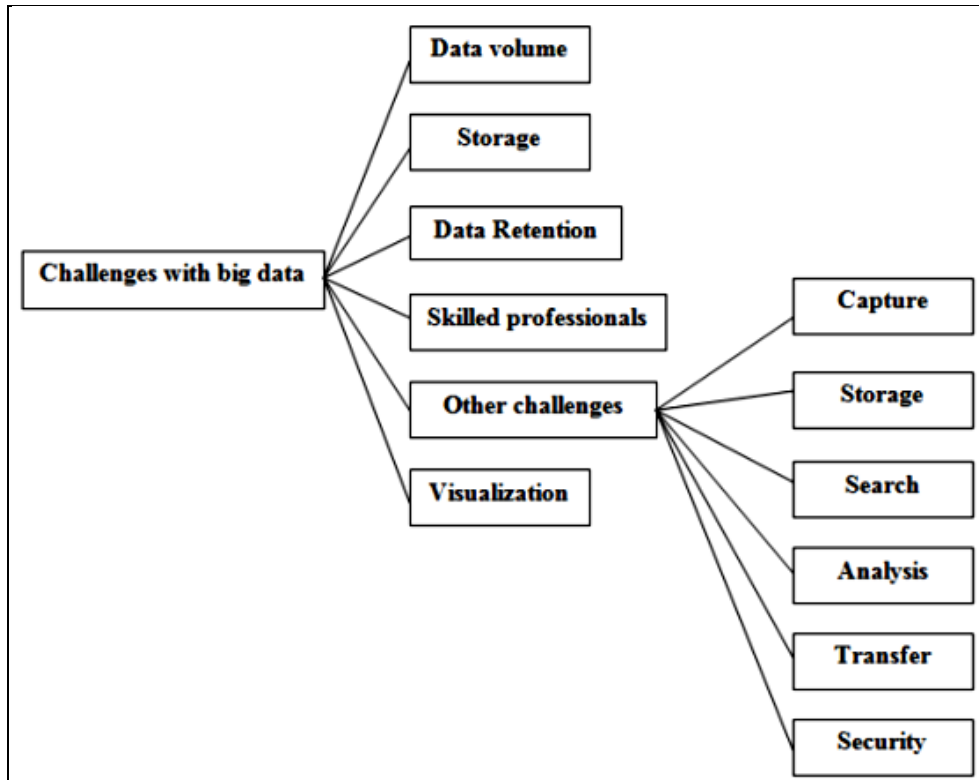 Data volume
Storage
Data Retention
Challenges with big data
Skilled professionals
Other challenges
Visualization
Capture
Storage
Search
Analysis
Transfer
Security